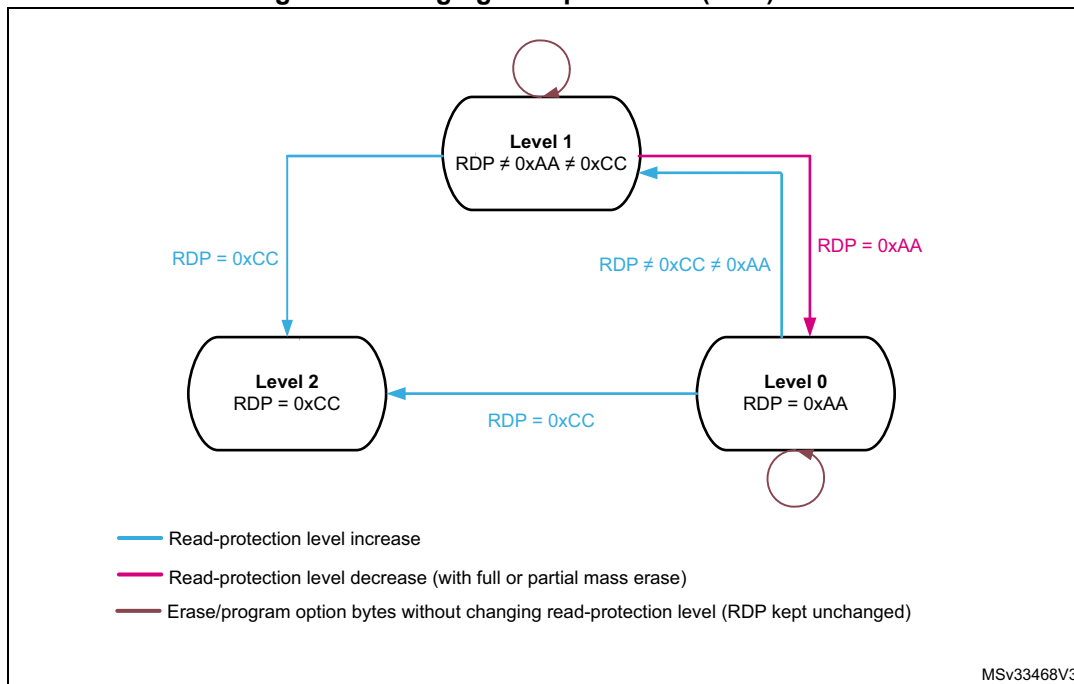 Level 1
RDP ≠ 0xAA ≠ 0xCC
RDP = 0xCC
RDP ≠ 0xCC ≠ 0xAA
RDP = 0xAA
Level 2
RDP = 0xCC
RDP = 0xCC
Level 0
RDP = 0xAA
Read-protection level increase
Read-protection level decrease (with full or partial mass erase)
Erase/program option bytes without changing read-protection level (RDP kept unchanged)
MSv33468V3